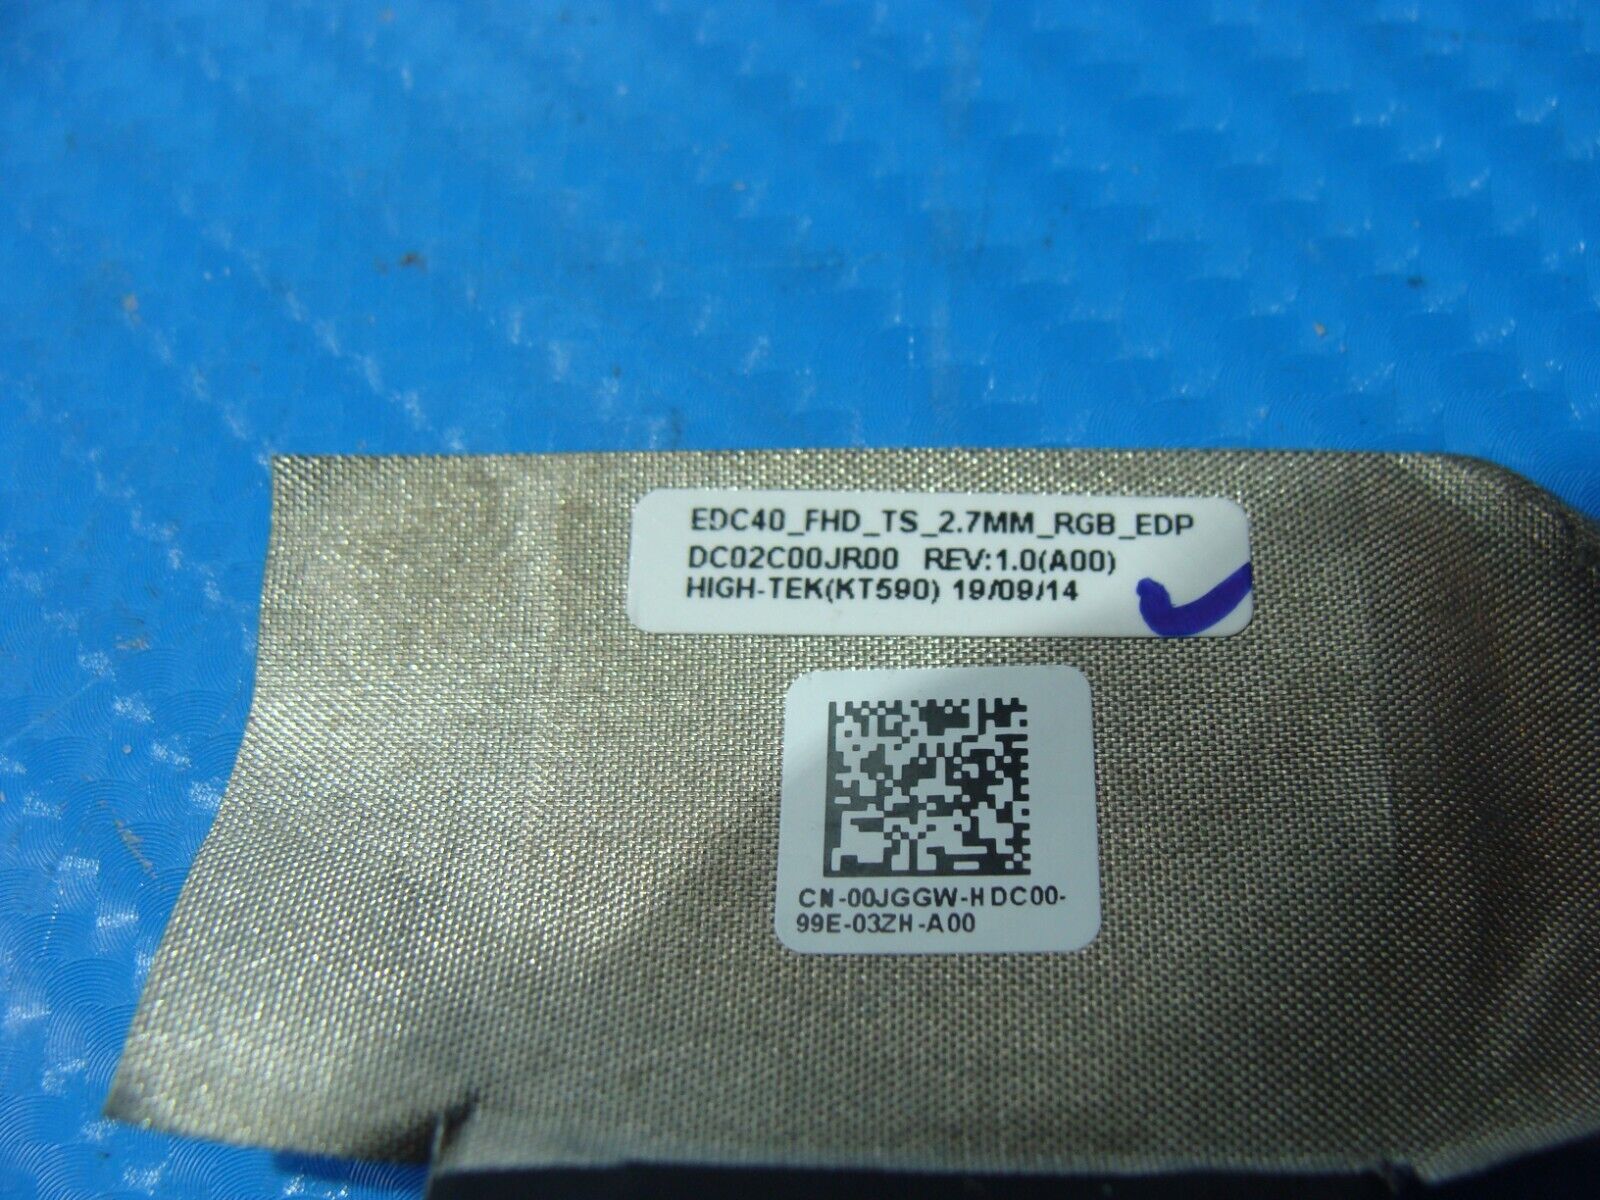 EDC40_FHD_TS_2.7MM_RGB_EDP
DC02C00JR00 REV:1.0(A00)
HIGH-TEK(KT590) 19/09/14
CN-00JGGW-HDC00-
99E-03ZH-A00